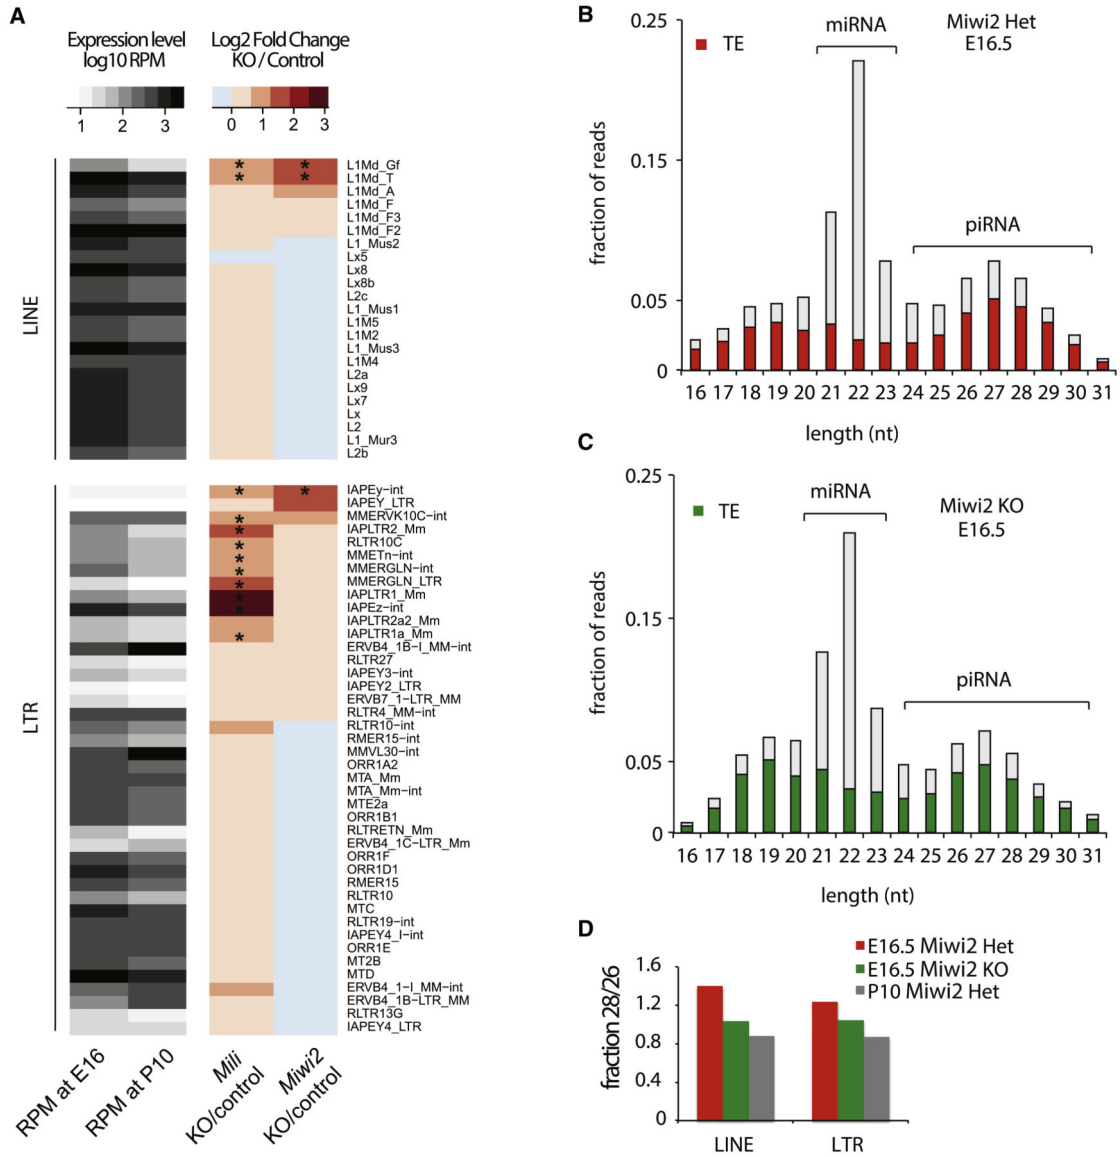 A
Expression level
log10 RPM
Log2 Fold Change
KO / Control
1 2 3
0 1 2 3
LINE
L1Md_Gf
L1Md_T
L1Md_A
L1Md_F
L1Md_F3
L1Md_F2
L1_Mus2
Lx5
Lx8
Lx8b
L2c
L1_Mus1
L1M5
L1M2
L1_Mus3
L1M4
L2a
Lx9
Lx7
Lx
L2
L1_Mur3
L2b
LTR
IAPEy-int
IAPEY_LTR
MMERVK10C-int
IAPLTR2_Mm
RLTR10C
MMETn-int
MMERGLN-int
MMERGLN_LTR
IAPLTR1_Mm
IAPEz-int
IAPLTR2a2_Mm
IAPLTR1a_Mm
ERVB4_1B-I_MM-int
RLTR27
IAPEY3-int
IAPEY2_LTR
ERVB7_1-LTR_MM
RLTR4_MM-int
RLTR10-int
RMER15-int
MMVL30-int
ORR1A2
MTA_Mm
MTA_Mm-int
MTE2a
ORR1B1
RLTRETN_Mm
ERVB4_1C-LTR_Mm
ORR1F
ORR1D1
RMER15
RLTR10
MTC
RLTR19-int
IAPEY4_I-int
ORR1E
MT2B
MTD
ERVB4_1-I_MM-int
ERVB4_1B-LTR_MM
RLTR13G
IAPEY4_LTR
RPM at E16
RPM at P10
Mili
KO/control
Miwi2
KO/control
B
Miwi2 Het
E16.5
TE
miRNA
piRNA
fraction of reads
0.25
0.15
0.05
0
16 17 18 19 20 21 22 23 24 25 26 27 28 29 30 31
length (nt)
C
Miwi2 KO
E16.5
TE
miRNA
piRNA
fraction of reads
0.25
0.15
0.05
0
16 17 18 19 20 21 22 23 24 25 26 27 28 29 30 31
length (nt)
D
E16.5 Miwi2 Het
E16.5 Miwi2 KO
P10 Miwi2 Het
fraction 28/26
1.6
1.2
0.8
0.4
0
LINE LTR